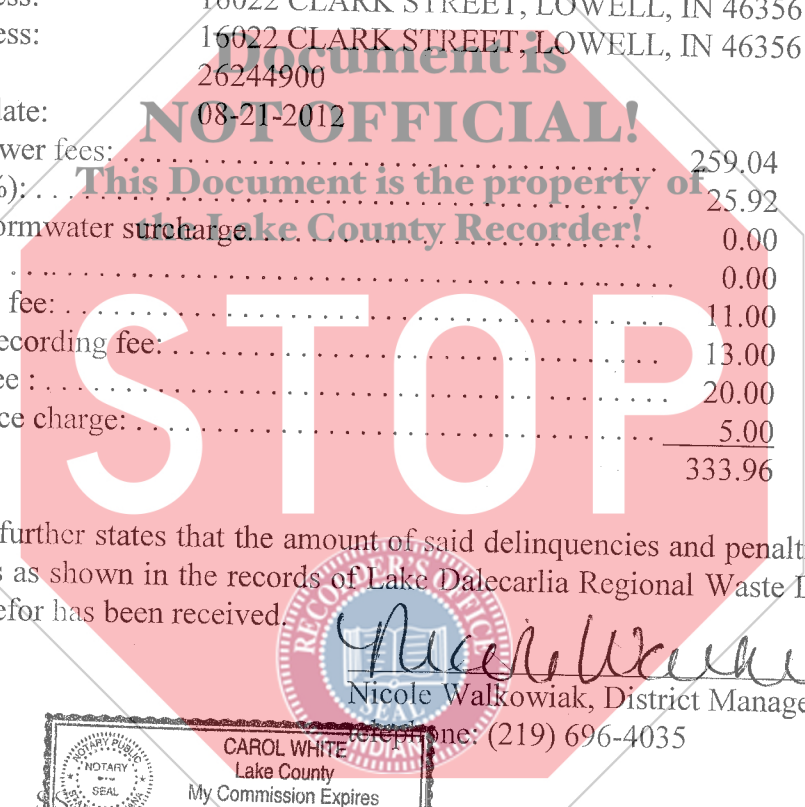 ess: 16022 CLARK STREET, LOWELL, IN 46356
ess: 16022 CLARK STREET, LOWELL, IN 46356
Document is
26244900
late: 08-21-2012
NOT OFFICIAL!
wer fees: 259.04
This Document is the property of
%): 25.92
the Lake County Recorder!
ormwater surcharge. 0.00
0.00
fee: 11.00
ecording fee: 13.00
ee : 20.00
ce charge: 5.00
333.96
STOP
further states that the amount of said delinquencies and penalt
s as shown in the records of Lake Dalecarlia Regional Waste D
efor has been received.
RECORDER'S OFFICE
SEAL
INDIANA
Nicole Walkowiak, District Manage
telephone: (219) 696-4035
NOTARY PUBLIC
NOTARY
SEAL
CAROL WHITE
Lake County
My Commission Expires